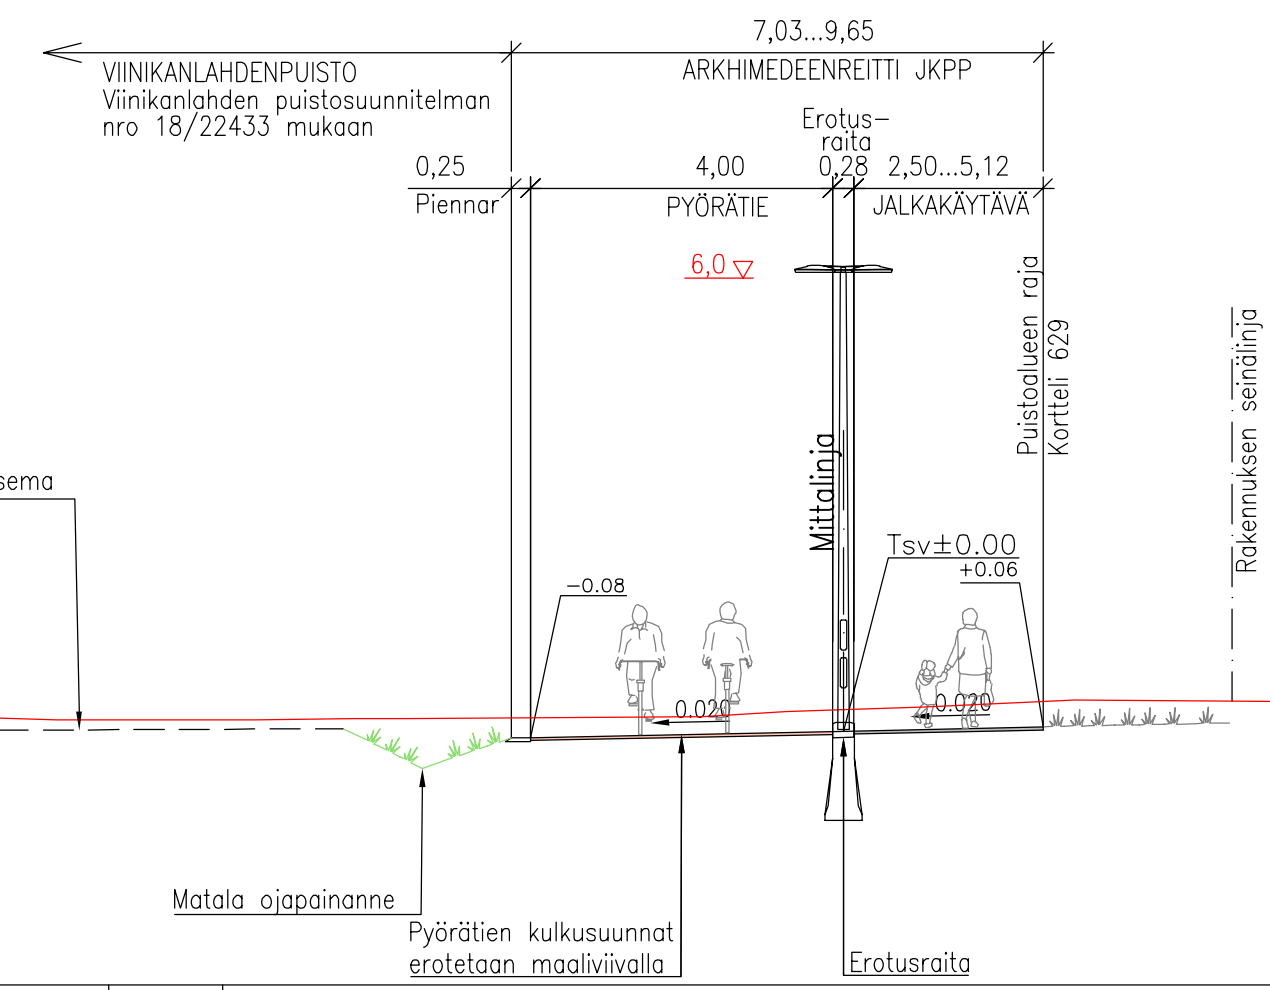 7,03...9,65
VIINIKANLAHDENPUISTO
Viinikanlahden puistosuunnitelman
nro 18/22433 mukaan
ARKHIMEDEENREITTI JKPP
Erotus-
raita
0,25
4,00
0,28
2,50...5,12
Piennar
PYÖRÄTIE
JALKAKÄYTÄVÄ
6,0
Puistoalueen raja
Kortteli 629
Rakennuksen seinälinja
Mittalinja
sema
Tsv±0.00
+0.06
-0.08
0.020
0.020
Matala ojapainanne
Pyörätien kulkusuunnat
erotetaan maaliviivalla
Erotusraita